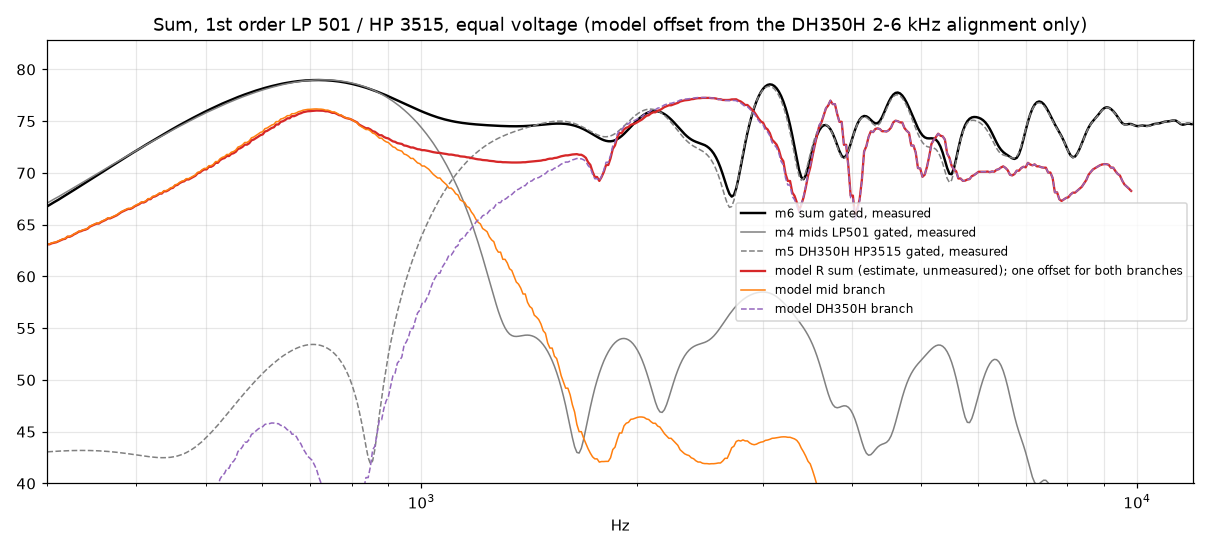 Sum, 1st order LP 501 / HP 3515, equal voltage (model offset from the DH350H 2-6 kHz alignment only)
80
75
70
65
60
55
50
45
40
m6 sum gated, measured
m4 mids LP501 gated, measured
m5 DH350H HP3515 gated, measured
model R sum (estimate, unmeasured); one offset for both branches
model mid branch
model DH350H branch
10³
10⁴
Hz